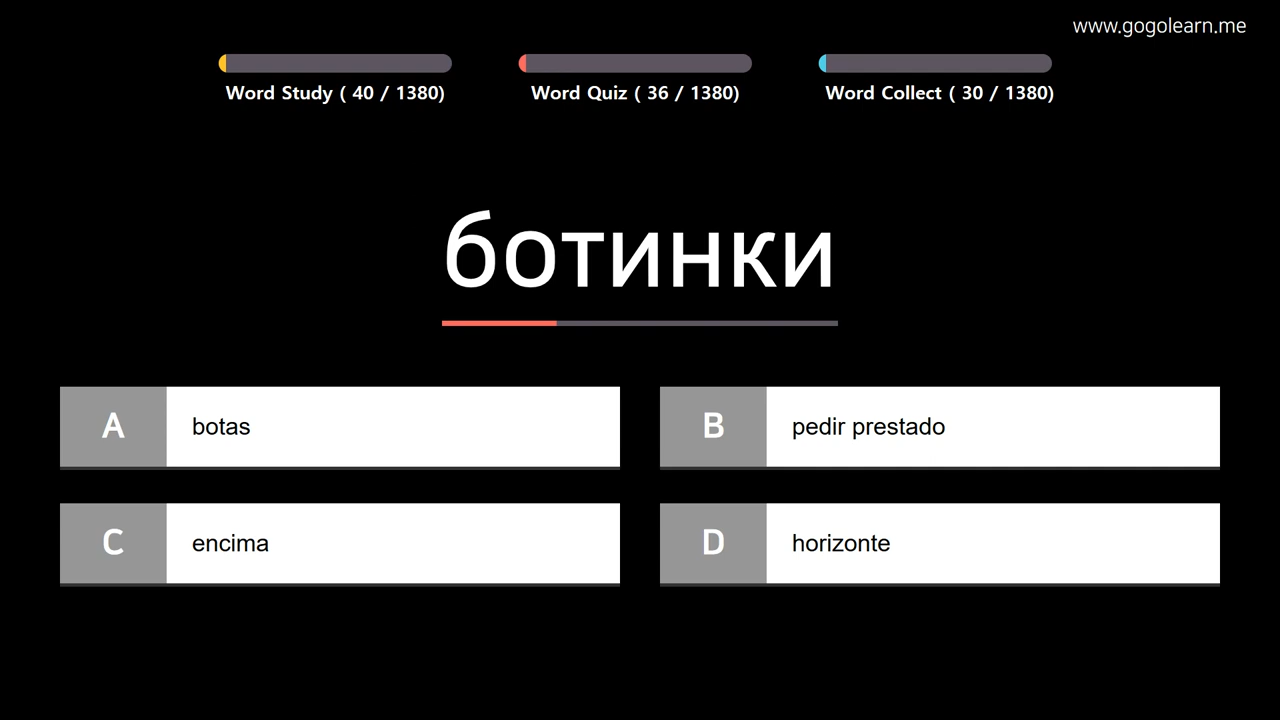 www.gogolearn.me
Word Study ( 40 / 1380)
Word Quiz ( 36 / 1380)
Word Collect ( 30 / 1380)
ботинки
A botas
B pedir prestado
C encima
D horizonte